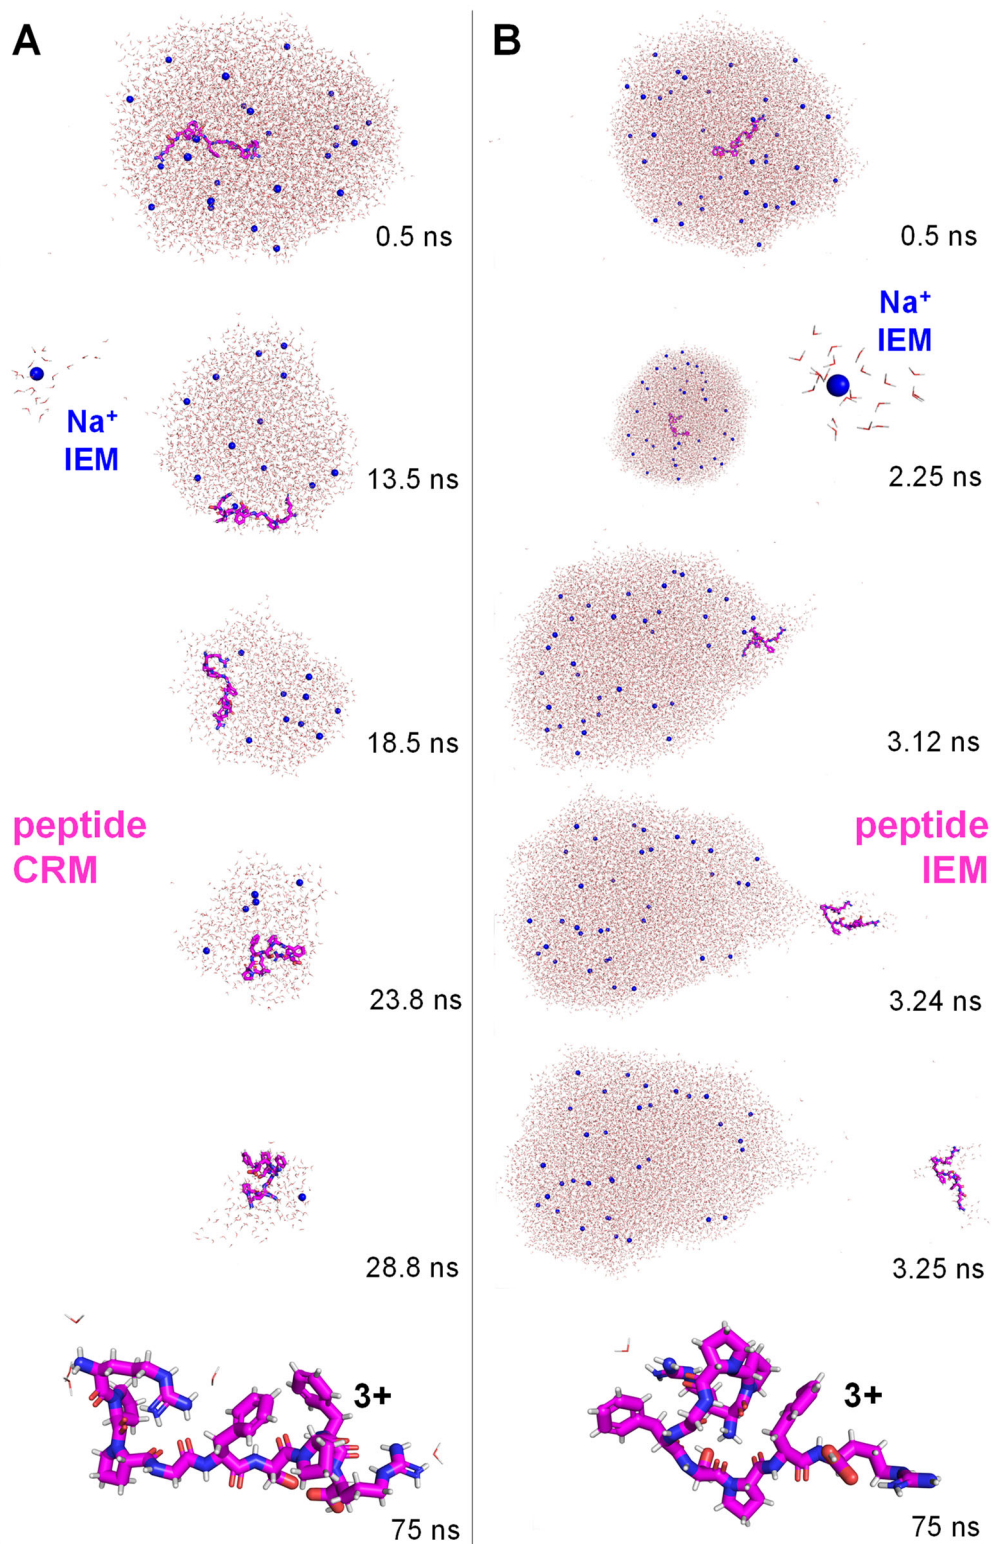 A
0.5 ns
Na⁺
IEM
13.5 ns
18.5 ns
peptide
CRM
23.8 ns
28.8 ns
3+
75 ns
B
0.5 ns
Na⁺
IEM
2.25 ns
3.12 ns
peptide
IEM
3.24 ns
3.25 ns
3+
75 ns